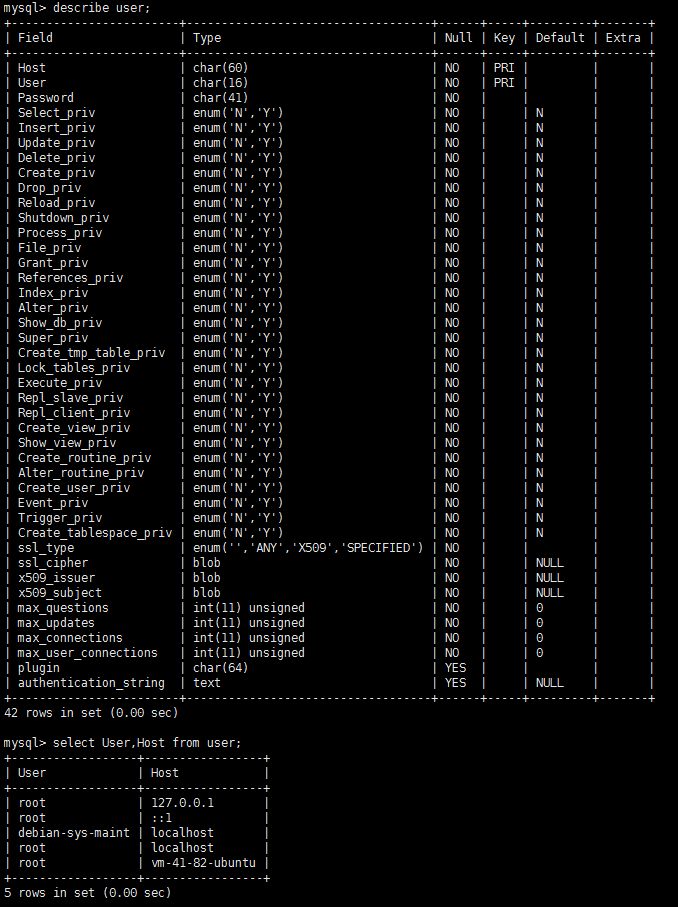 mysql> describe user;
+------------------------+-----------------------------------+------+-----+---------+-------+
| Field | Type | Null | Key | Default | Extra |
+------------------------+-----------------------------------+------+-----+---------+-------+
| Host | char(60) | NO | PRI | | |
| User | char(16) | NO | PRI | | |
| Password | char(41) | NO | | | |
| Select_priv | enum('N','Y') | NO | | N | |
| Insert_priv | enum('N','Y') | NO | | N | |
| Update_priv | enum('N','Y') | NO | | N | |
| Delete_priv | enum('N','Y') | NO | | N | |
| Create_priv | enum('N','Y') | NO | | N | |
| Drop_priv | enum('N','Y') | NO | | N | |
| Reload_priv | enum('N','Y') | NO | | N | |
| Shutdown_priv | enum('N','Y') | NO | | N | |
| Process_priv | enum('N','Y') | NO | | N | |
| File_priv | enum('N','Y') | NO | | N | |
| Grant_priv | enum('N','Y') | NO | | N | |
| References_priv | enum('N','Y') | NO | | N | |
| Index_priv | enum('N','Y') | NO | | N | |
| Alter_priv | enum('N','Y') | NO | | N | |
| Show_db_priv | enum('N','Y') | NO | | N | |
| Super_priv | enum('N','Y') | NO | | N | |
| Create_tmp_table_priv | enum('N','Y') | NO | | N | |
| Lock_tables_priv | enum('N','Y') | NO | | N | |
| Execute_priv | enum('N','Y') | NO | | N | |
| Repl_slave_priv | enum('N','Y') | NO | | N | |
| Repl_client_priv | enum('N','Y') | NO | | N | |
| Create_view_priv | enum('N','Y') | NO | | N | |
| Show_view_priv | enum('N','Y') | NO | | N | |
| Create_routine_priv | enum('N','Y') | NO | | N | |
| Alter_routine_priv | enum('N','Y') | NO | | N | |
| Create_user_priv | enum('N','Y') | NO | | N | |
| Event_priv | enum('N','Y') | NO | | N | |
| Trigger_priv | enum('N','Y') | NO | | N | |
| Create_tablespace_priv | enum('N','Y') | NO | | N | |
| ssl_type | enum('','ANY','X509','SPECIFIED') | NO | | | |
| ssl_cipher | blob | NO | | NULL | |
| x509_issuer | blob | NO | | NULL | |
| x509_subject | blob | NO | | NULL | |
| max_questions | int(11) unsigned | NO | | 0 | |
| max_updates | int(11) unsigned | NO | | 0 | |
| max_connections | int(11) unsigned | NO | | 0 | |
| max_user_connections | int(11) unsigned | NO | | 0 | |
| plugin | char(64) | YES | | | |
| authentication_string | text | YES | | NULL | |
+------------------------+-----------------------------------+------+-----+---------+-------+
42 rows in set (0.00 sec)
mysql> select User,Host from user;
+------------------+-----------------+
| User | Host |
+------------------+-----------------+
| root | 127.0.0.1 |
| root | ::1 |
| debian-sys-maint | localhost |
| root | localhost |
| root | vm-41-82-ubuntu |
+------------------+-----------------+
5 rows in set (0.00 sec)